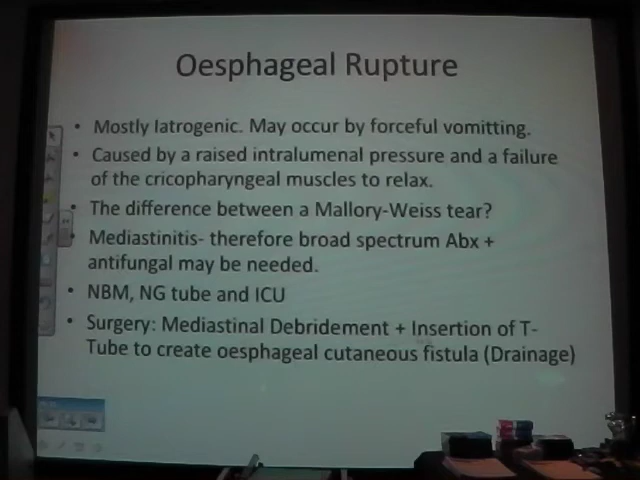 Oesphageal Rupture
• Mostly Iatrogenic. May occur by forceful vomitting.
• Caused by a raised intralumenal pressure and a failure
of the cricopharyngeal muscles to relax.
• The difference between a Mallory-Weiss tear?
• Mediastinitis- therefore broad spectrum Abx +
antifungal may be needed.
• NBM, NG tube and ICU
• Surgery: Mediastinal Debridement + Insertion of T-
Tube to create oesphageal cutaneous fistula (Drainage)